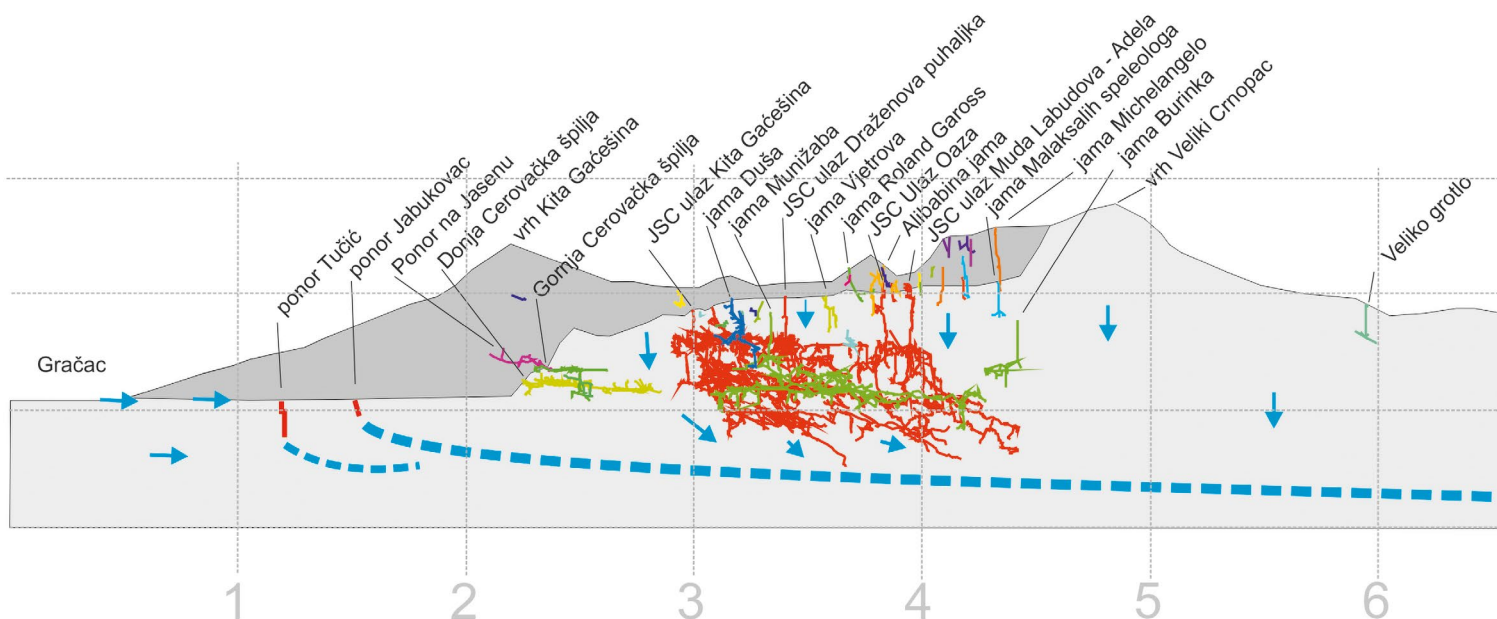 Gračac
ponor Tučić
ponor Jabukovac
Ponor na Jasenu
Donja Cerovačka špilja
vrh Kita Gaćešina
Gornja Cerovačka špilja
JSC ulaz Kita Gaćešina
jama Duša
jama Munižaba
JSC ulaz Draženova puhaljka
jama Vjetrova
jama Roland Gaross
JSC Ulaz Oaza
Alibabina jama
JSC ulaz Muda Labudova - Adela
jama Malaksalih speleologa
jama Michelangelo
jama Burinka
vrh Veliki Crnopac
Veliko grotlo
1
2
3
4
5
6